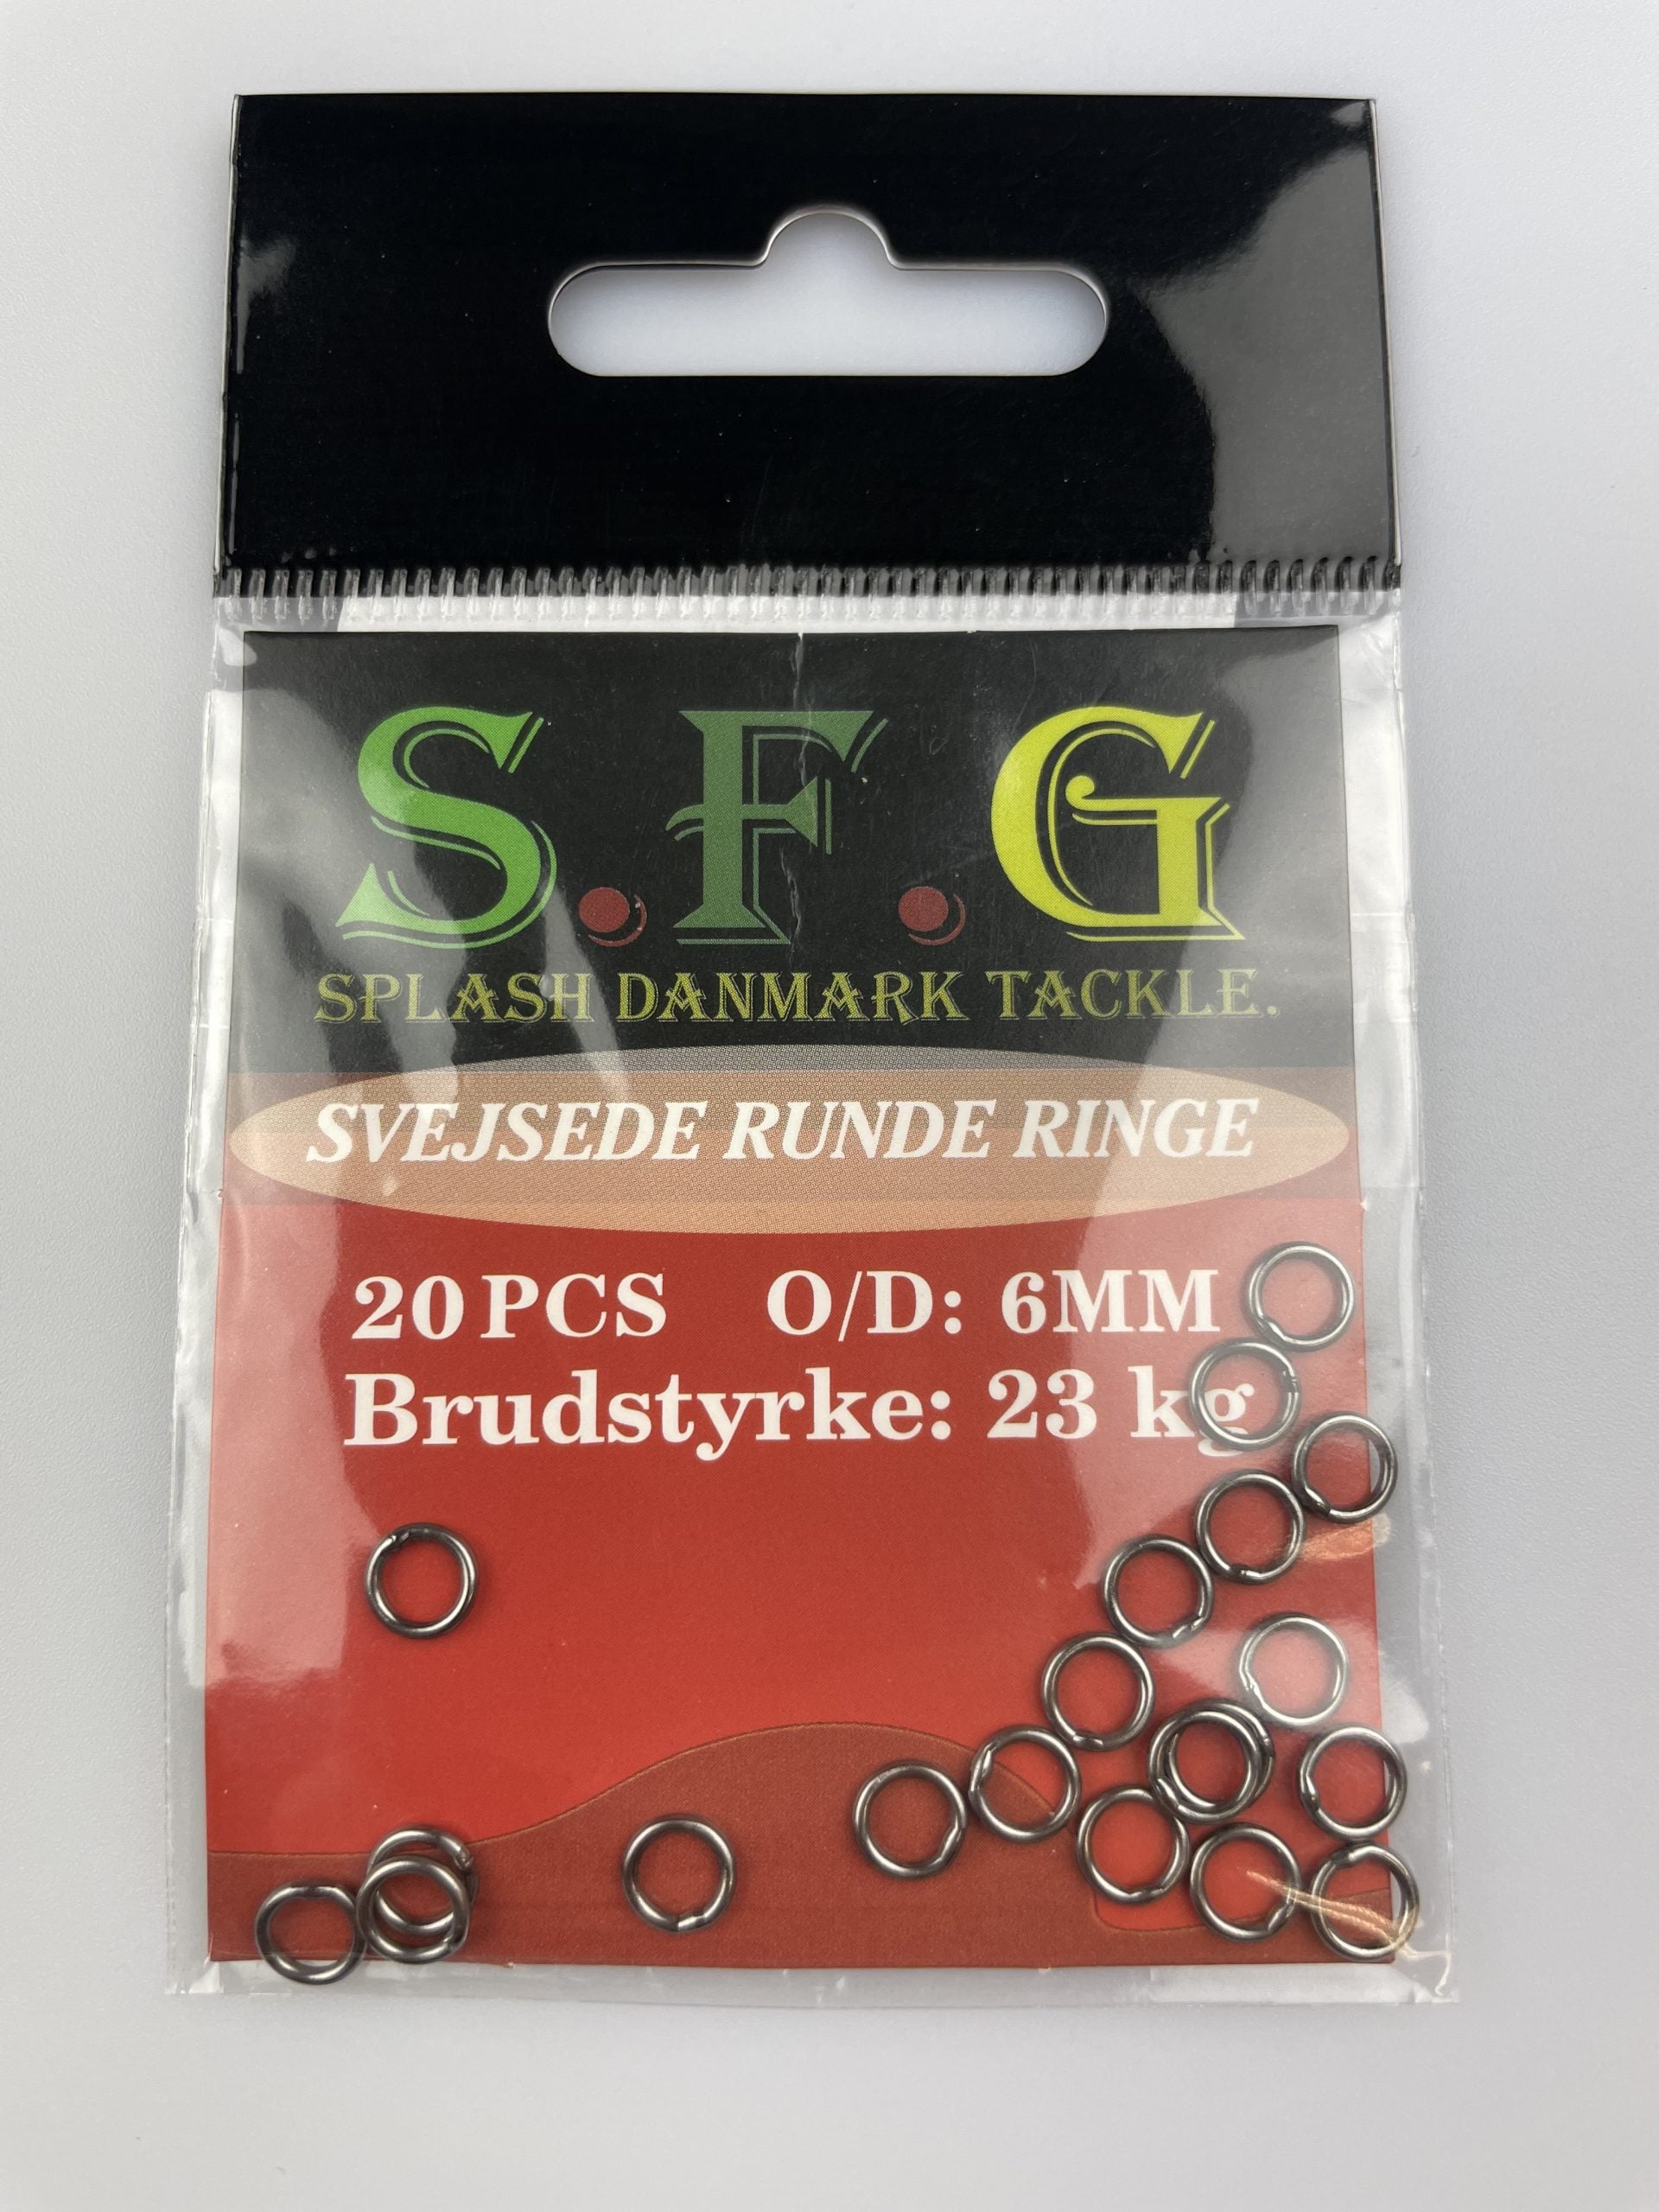 S.F.G
SPLASH DANMARK TACKLE.
SVEJSEDE RUNDE RINGE
20 PCS O/D: 6MM
Brudstyrke: 23 kg